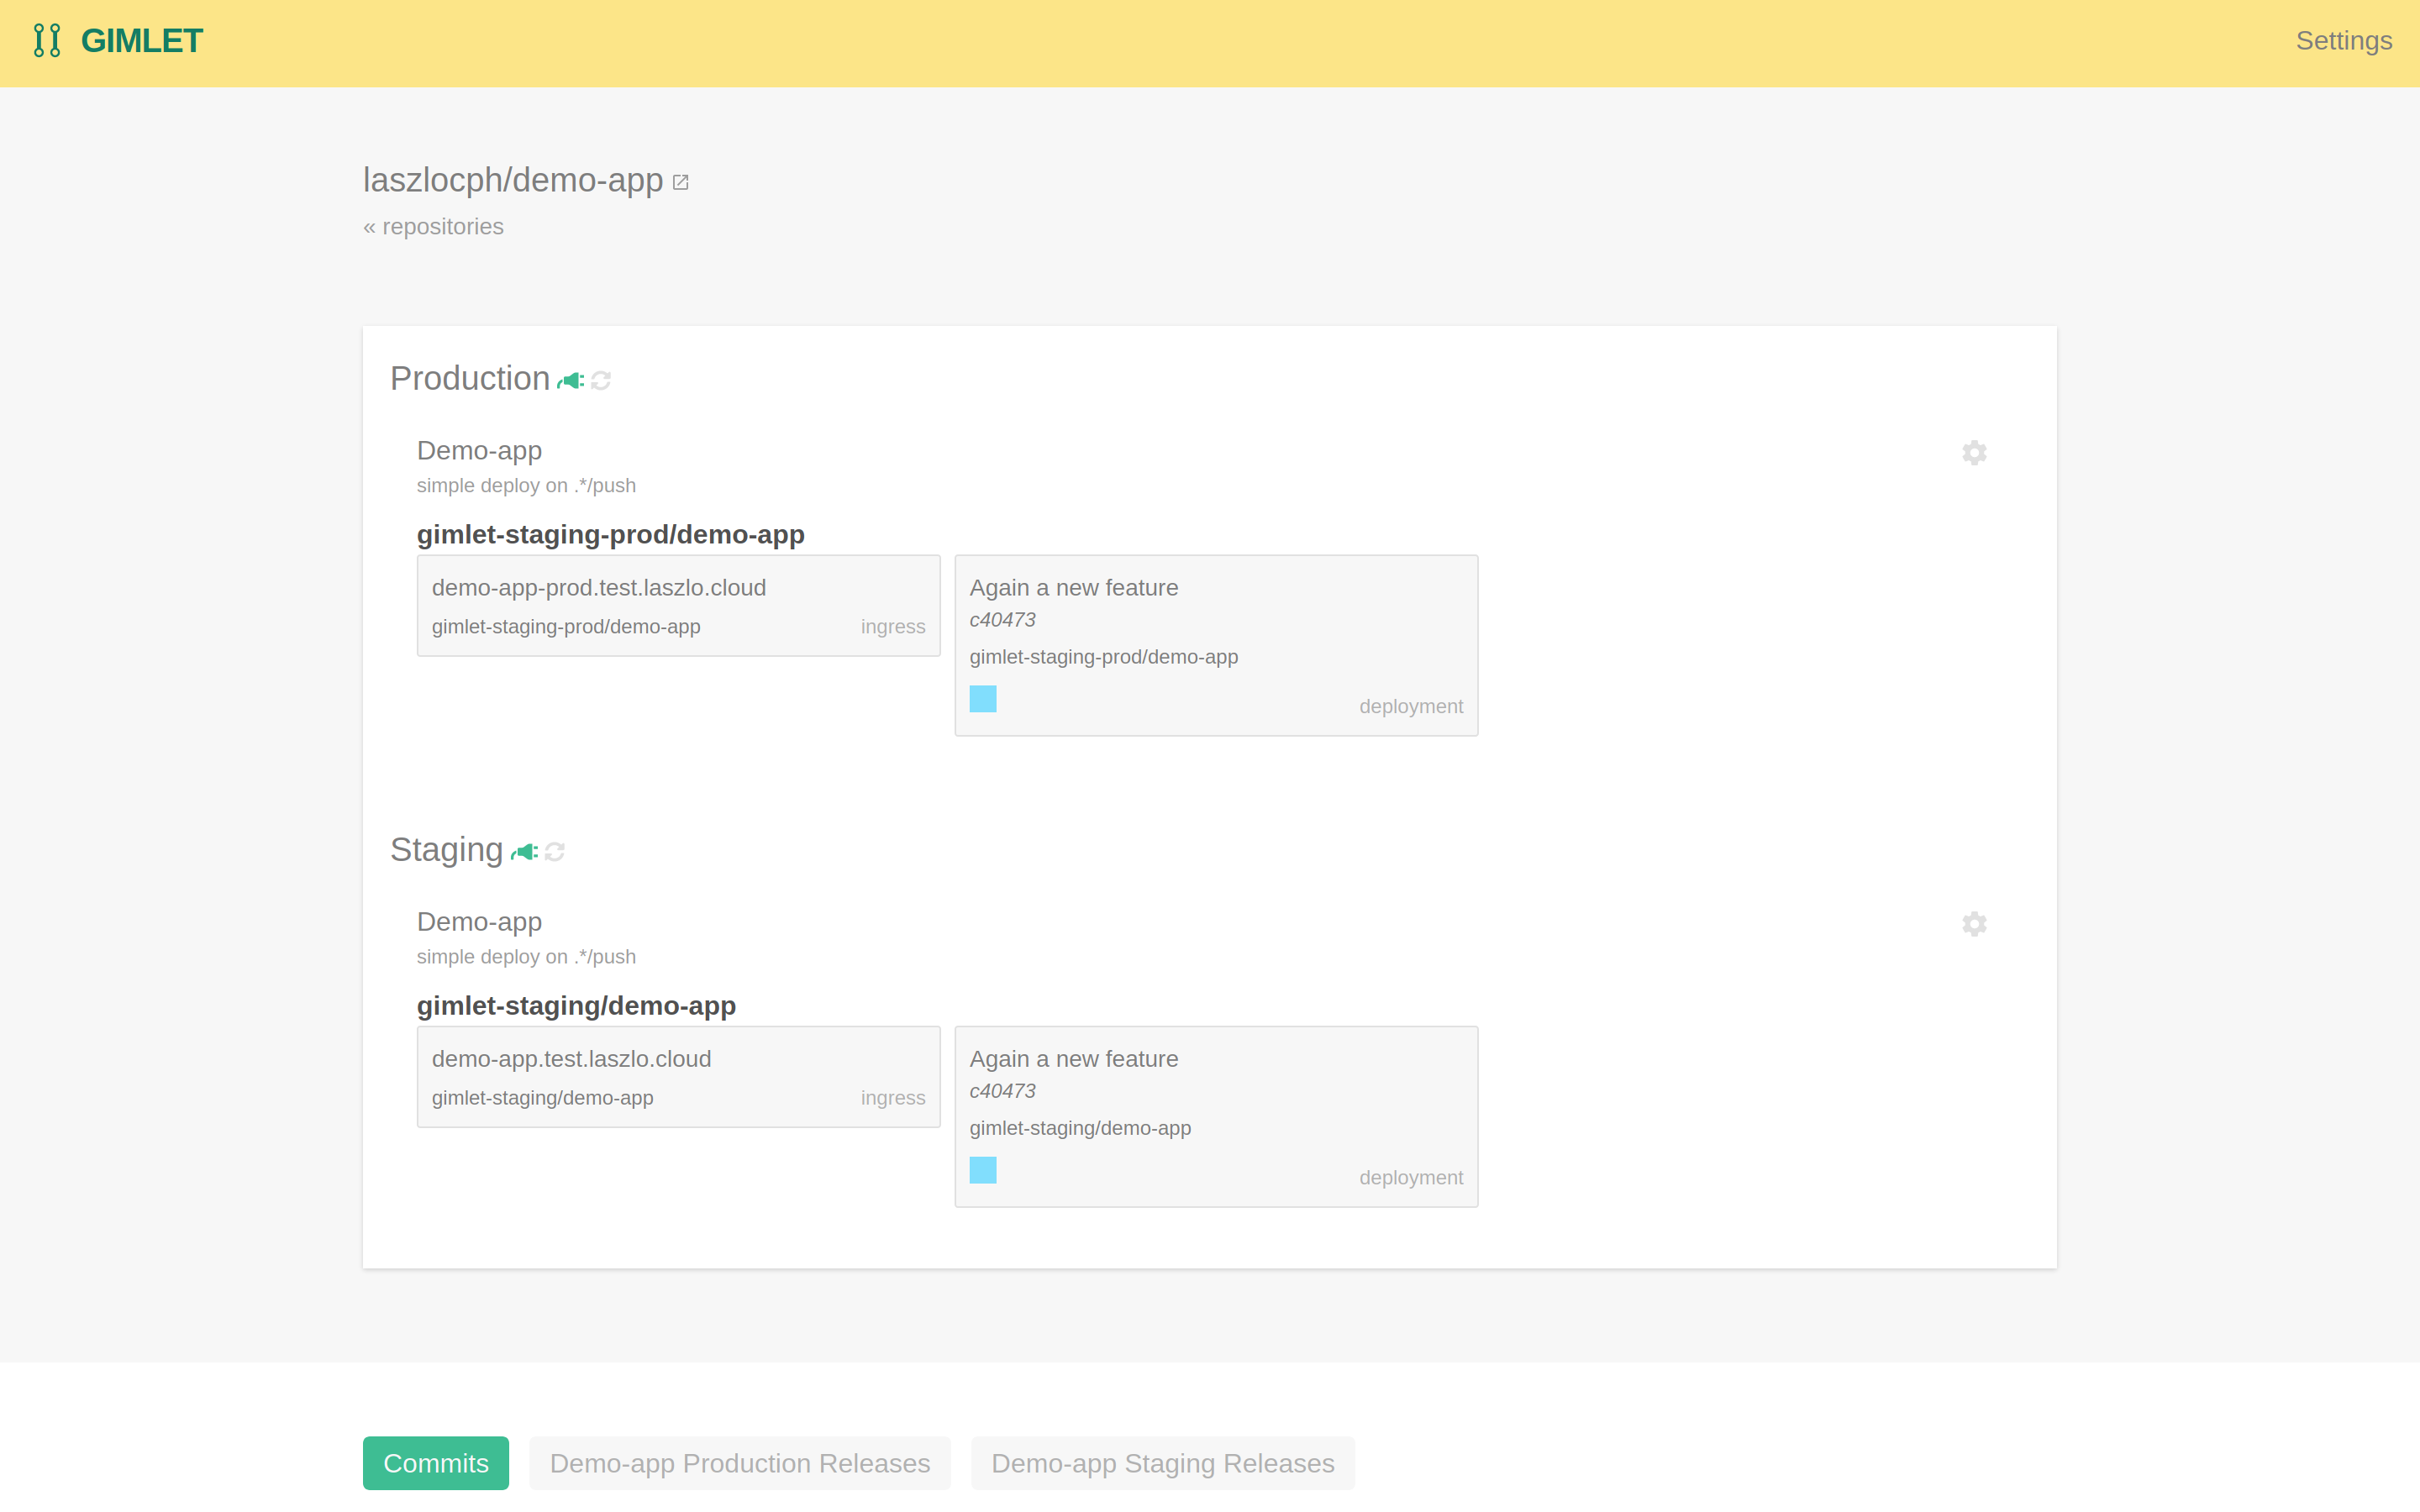 GIMLET
Settings
laszlocph/demo-app
« repositories
Production
Demo-app
simple deploy on .*/push
gimlet-staging-prod/demo-app
demo-app-prod.test.laszlo.cloud
gimlet-staging-prod/demo-app ingress
Again a new feature
c40473
gimlet-staging-prod/demo-app
deployment
Staging
Demo-app
simple deploy on .*/push
gimlet-staging/demo-app
demo-app.test.laszlo.cloud
gimlet-staging/demo-app ingress
Again a new feature
c40473
gimlet-staging/demo-app
deployment
Commits
Demo-app Production Releases
Demo-app Staging Releases